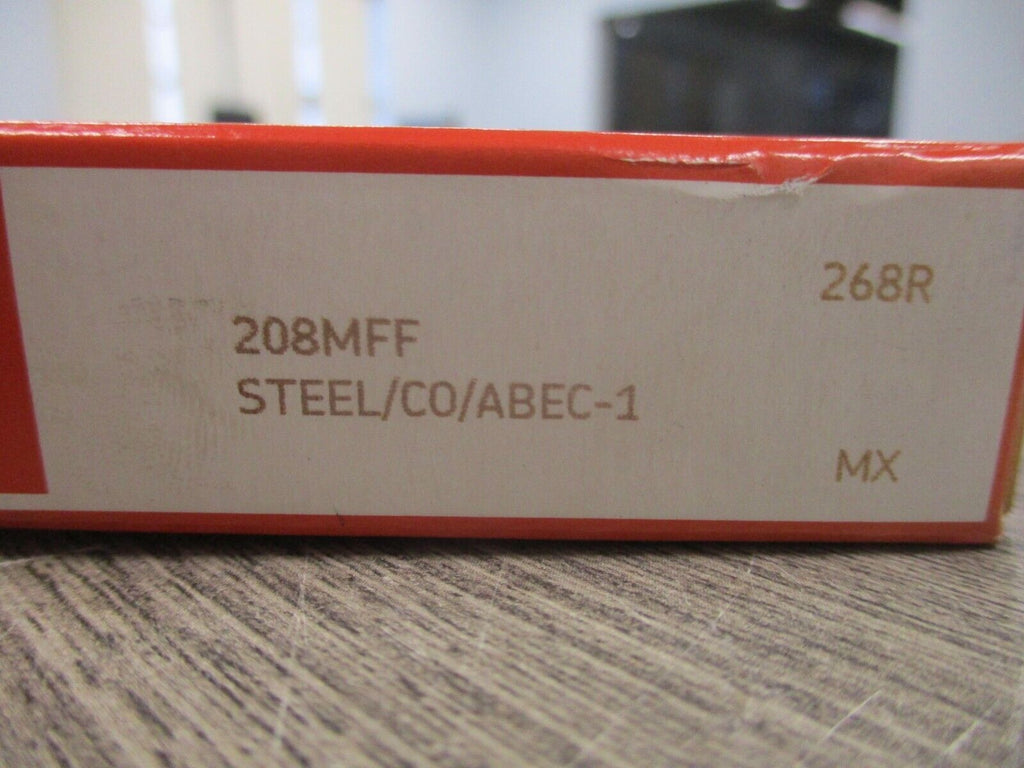 268R
208MFF
STEEL/CO/ABEC-1
MX